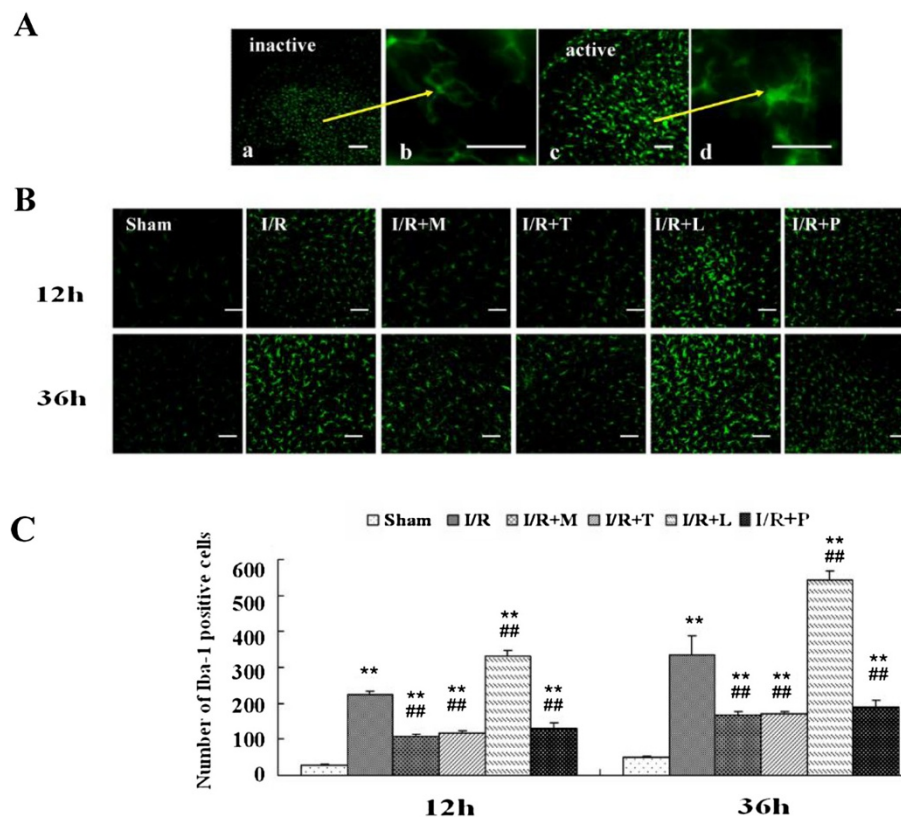 A
inactive
active
a
b
c
d
B
Sham I/R I/R+M I/R+T I/R+L I/R+P
12h
36h
C
Sham I/R I/R+M I/R+T I/R+L I/R+P
Number of Iba-1 positive cells
600
500
400
300
200
100
0
**
** ##
** ##
** ##
** ##
**
** ##
** ##
** ##
** ##
12h 36h